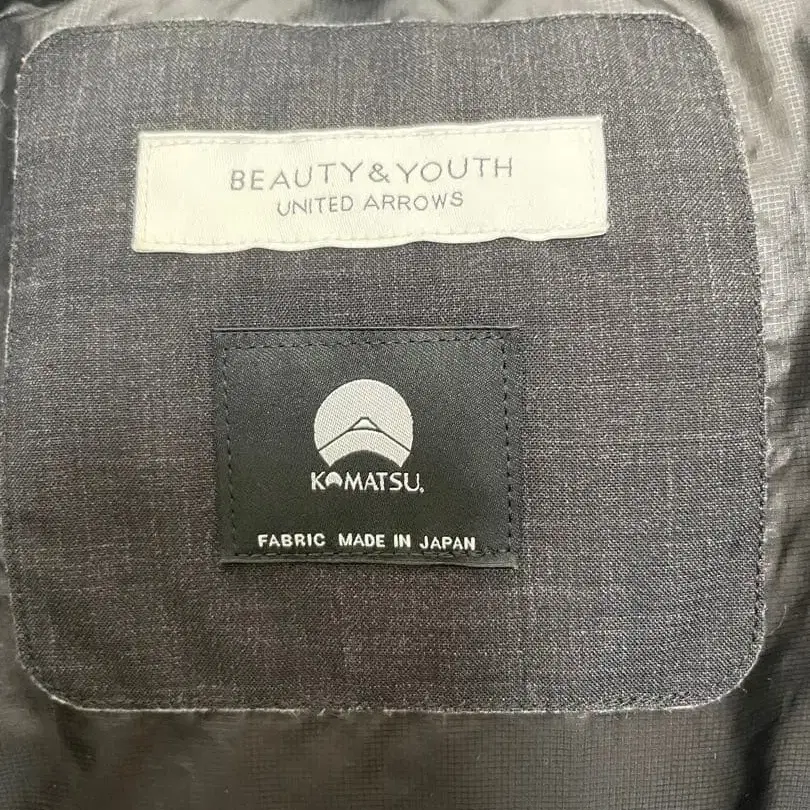 BEAUTY&YOUTH
UNITED ARROWS
KOMATSU.
FABRIC MADE IN JAPAN